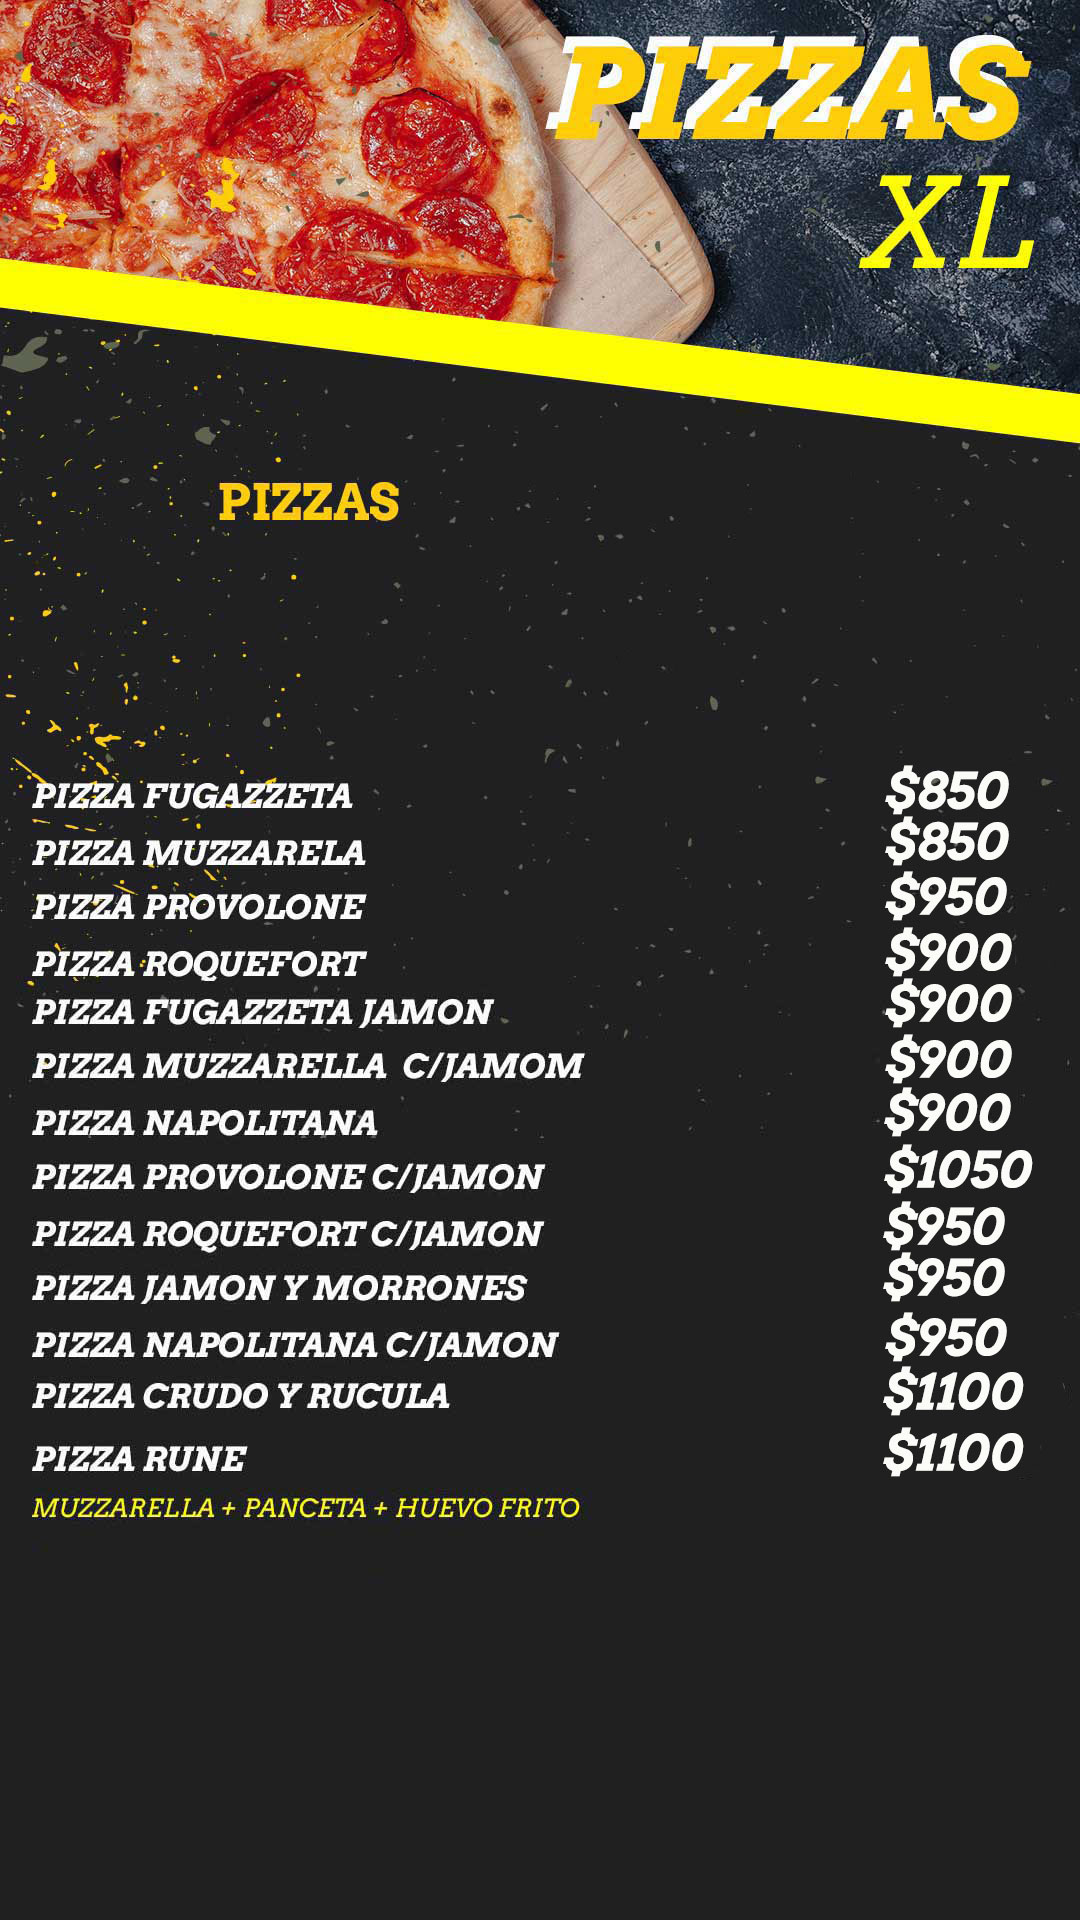 PIZZAS
XL
PIZZAS
PIZZA FUGAZZETA $850
PIZZA MUZZARELA $850
PIZZA PROVOLONE $950
PIZZA ROQUEFORT $900
PIZZA FUGAZZETA JAMON $900
PIZZA MUZZARELLA C/JAMOM $900
PIZZA NAPOLITANA $900
PIZZA PROVOLONE C/JAMON $1050
PIZZA ROQUEFORT C/JAMON $950
PIZZA JAMON Y MORRONES $950
PIZZA NAPOLITANA C/JAMON $950
PIZZA CRUDO Y RUCULA $1100
PIZZA RUNE $1100
MUZZARELLA + PANCETA + HUEVO FRITO